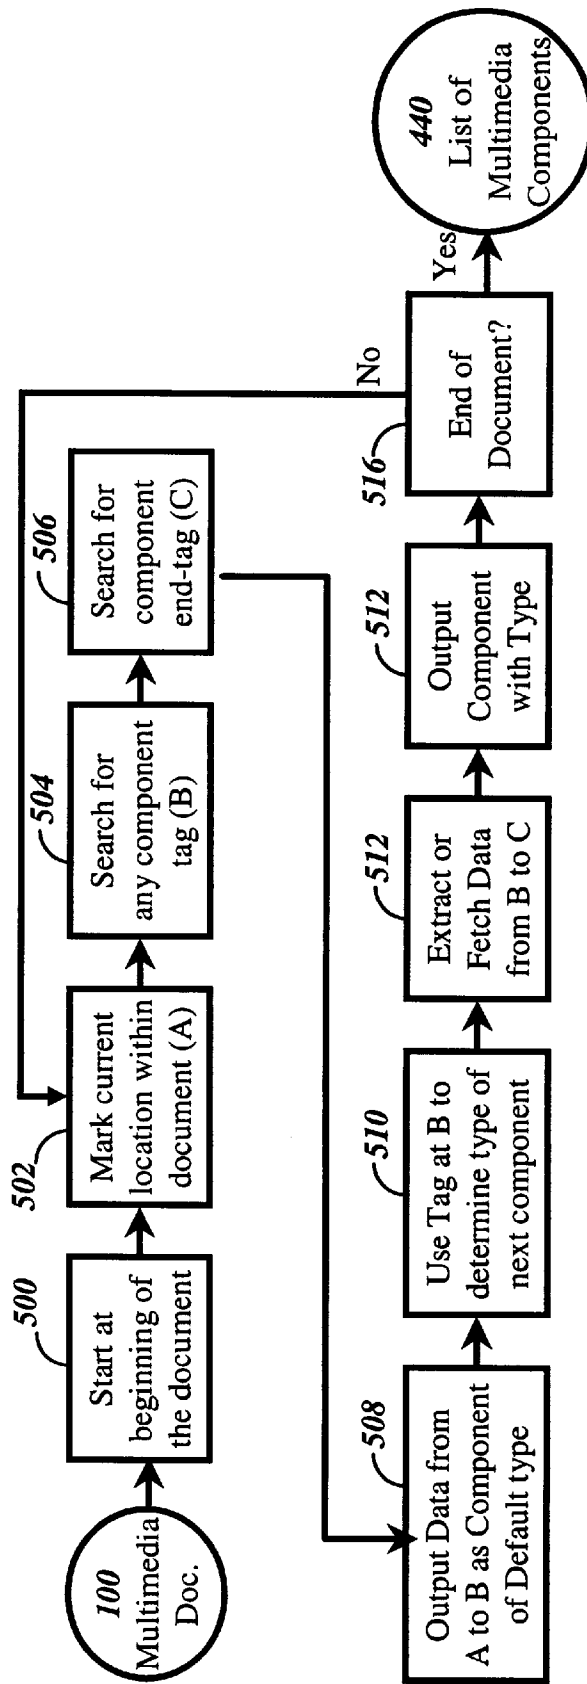 100
Multimedia
Doc.
500
Start at
beginning of
the document
502
Mark current
location within
document (A)
504
Search for
any component
tag (B)
506
Search for
component
end-tag (C)
508
Output Data from
A to B as Component
of Default type
510
Use Tag at B to
determine type of
next component
512
Extract or
Fetch Data
from B to C
512
Output
Component
with Type
516
End of
Document?
No
Yes
440
List of
Multimedia
Components